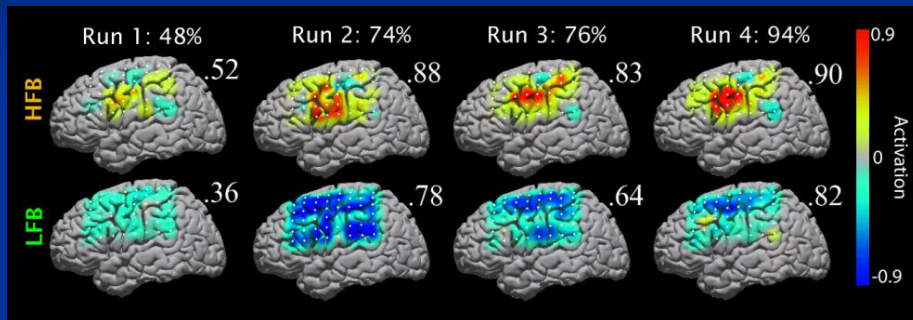 Run 1: 48% Run 2: 74% Run 3: 76% Run 4: 94%
0.9
HFB .52 .88 .83 .90
Activation
0
LFB .36 .78 .64 .82
-0.9